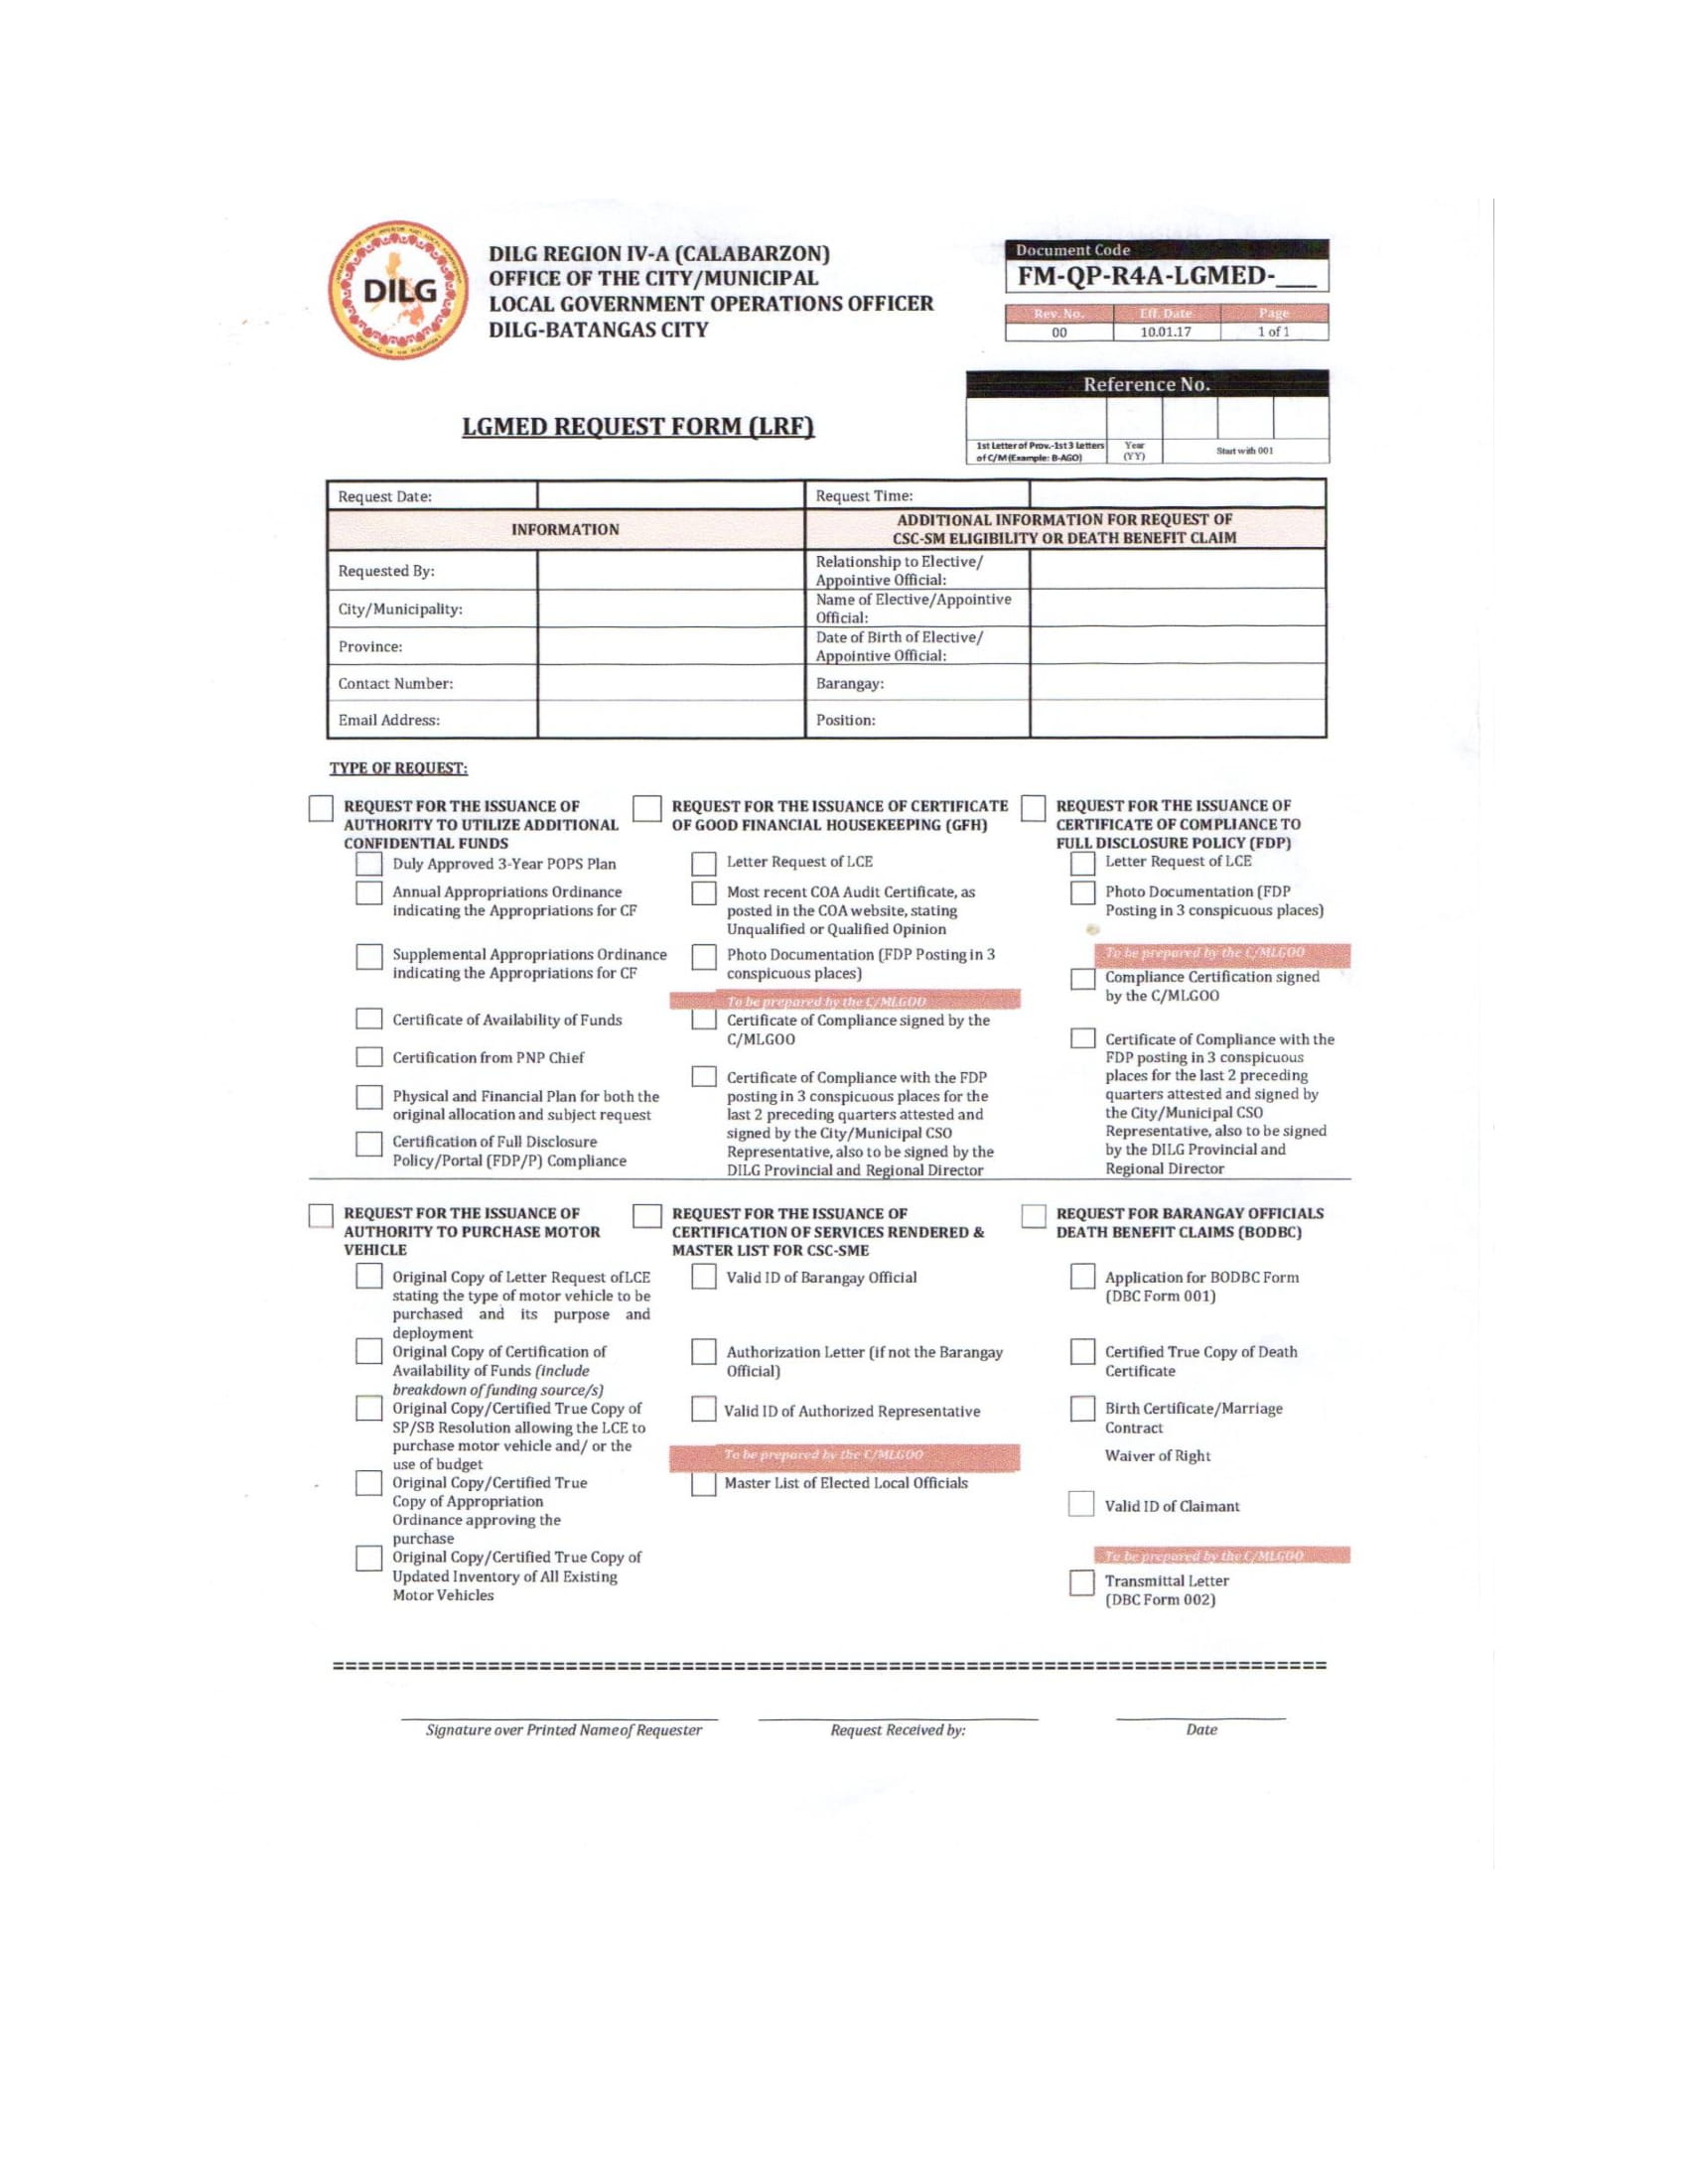 DILG
DILG REGION IV-A (CALABARZON)
OFFICE OF THE CITY/MUNICIPAL
LOCAL GOVERNMENT OPERATIONS OFFICER
DILG-BATANGAS CITY
Document Code
FM-QP-R4A-LGMED-___
Rev. No. Eff. Date Page
00 10.01.17 1 of 1
Reference No.
1st Letter of Prov.-1st 3 Letters
of C/M (Example: B-AGO)
Year
(YY)
Start with 001
LGMED REQUEST FORM (LRF)
Request Date: Request Time:
INFORMATION
ADDITIONAL INFORMATION FOR REQUEST OF
CSC-SM ELIGIBILITY OR DEATH BENEFIT CLAIM
Requested By:
Relationship to Elective/
Appointive Official:
City/Municipality:
Name of Elective/Appointive
Official:
Province:
Date of Birth of Elective/
Appointive Official:
Contact Number: Barangay:
Email Address: Position:
TYPE OF REQUEST:
REQUEST FOR THE ISSUANCE OF
AUTHORITY TO UTILIZE ADDITIONAL
CONFIDENTIAL FUNDS
Duly Approved 3-Year POPS Plan
Annual Appropriations Ordinance
indicating the Appropriations for CF
Supplemental Appropriations Ordinance
indicating the Appropriations for CF
Certificate of Availability of Funds
Certification from PNP Chief
Physical and Financial Plan for both the
original allocation and subject request
Certification of Full Disclosure
Policy/Portal (FDP/P) Compliance
REQUEST FOR THE ISSUANCE OF CERTIFICATE
OF GOOD FINANCIAL HOUSEKEEPING (GFH)
Letter Request of LCE
Most recent COA Audit Certificate, as
posted in the COA website, stating
Unqualified or Qualified Opinion
Photo Documentation (FDP Posting in 3
conspicuous places)
To be prepared by the C/MLGOO
Certificate of Compliance signed by the
C/MLGOO
Certificate of Compliance with the FDP
posting in 3 conspicuous places for the
last 2 preceding quarters attested and
signed by the City/Municipal CSO
Representative, also to be signed by the
DILG Provincial and Regional Director
REQUEST FOR THE ISSUANCE OF
CERTIFICATE OF COMPLIANCE TO
FULL DISCLOSURE POLICY (FDP)
Letter Request of LCE
Photo Documentation (FDP
Posting in 3 conspicuous places)
To be prepared by the C/MLGOO
Compliance Certification signed
by the C/MLGOO
Certificate of Compliance with the
FDP posting in 3 conspicuous
places for the last 2 preceding
quarters attested and signed by
the City/Municipal CSO
Representative, also to be signed
by the DILG Provincial and
Regional Director
REQUEST FOR THE ISSUANCE OF
AUTHORITY TO PURCHASE MOTOR
VEHICLE
Original Copy of Letter Request of LCE
stating the type of motor vehicle to be
purchased and its purpose and
deployment
Original Copy of Certification of
Availability of Funds (include
breakdown of funding source/s)
Original Copy/Certified True Copy of
SP/SB Resolution allowing the LCE to
purchase motor vehicle and/ or the
use of budget
Original Copy/Certified True
Copy of Appropriation
Ordinance approving the
purchase
Original Copy/Certified True Copy of
Updated Inventory of All Existing
Motor Vehicles
REQUEST FOR THE ISSUANCE OF
CERTIFICATION OF SERVICES RENDERED &
MASTER LIST FOR CSC-SME
Valid ID of Barangay Official
Authorization Letter (if not the Barangay
Official)
Valid ID of Authorized Representative
To be prepared by the C/MLGOO
Master List of Elected Local Officials
REQUEST FOR BARANGAY OFFICIALS
DEATH BENEFIT CLAIMS (BODBC)
Application for BODBC Form
(DBC Form 001)
Certified True Copy of Death
Certificate
Birth Certificate/Marriage
Contract
Waiver of Right
Valid ID of Claimant
To be prepared by the C/MLGOO
Transmittal Letter
(DBC Form 002)
Signature over Printed Name of Requester Request Received by: Date